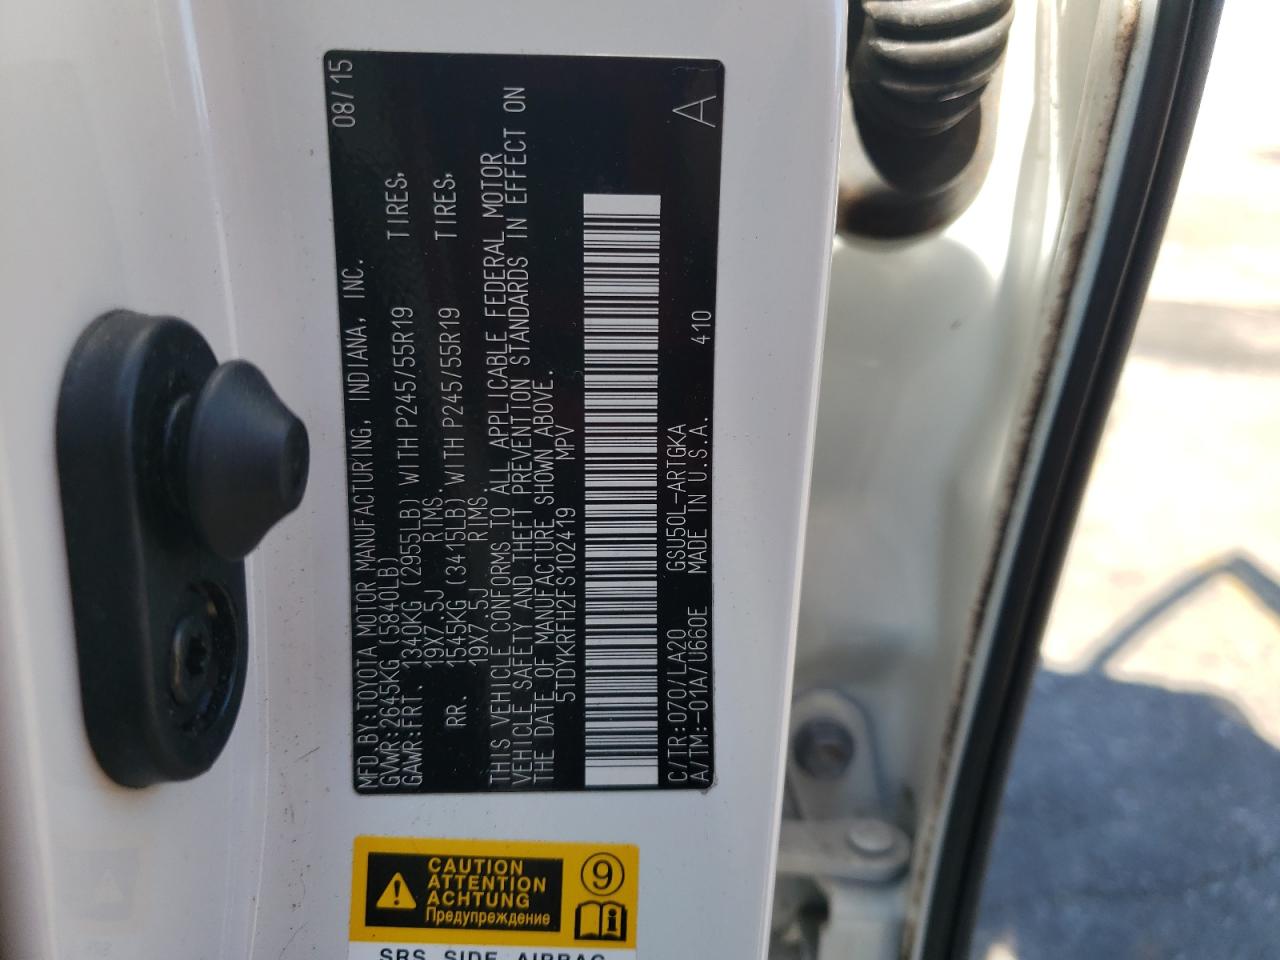 MFD.BY:TOYOTA MOTOR MANUFACTURING, INDIANA, INC. 08/15
GVWR:2645KG (5840LB)
GAWR:FRT. 1340KG (2955LB) WITH P245/55R19 TIRES,
19X7.5J RIMS.
RR. 1545KG (3415LB) WITH P245/55R19 TIRES,
19X7.5J RIMS.
THIS VEHICLE CONFORMS TO ALL APPLICABLE FEDERAL MOTOR
VEHICLE SAFETY AND THEFT PREVENTION STANDARDS IN EFFECT ON
THE DATE OF MANUFACTURE SHOWN ABOVE.
5TDYKRFH2FS102419 MPV
C/TR:070/LA20 GSU50L-ARTGKA
A/TM:-01A/U660E MADE IN U.S.A. 410 A
CAUTION
ATTENTION
ACHTUNG
Предупреждение
9
SRS SIDE AIRBAG